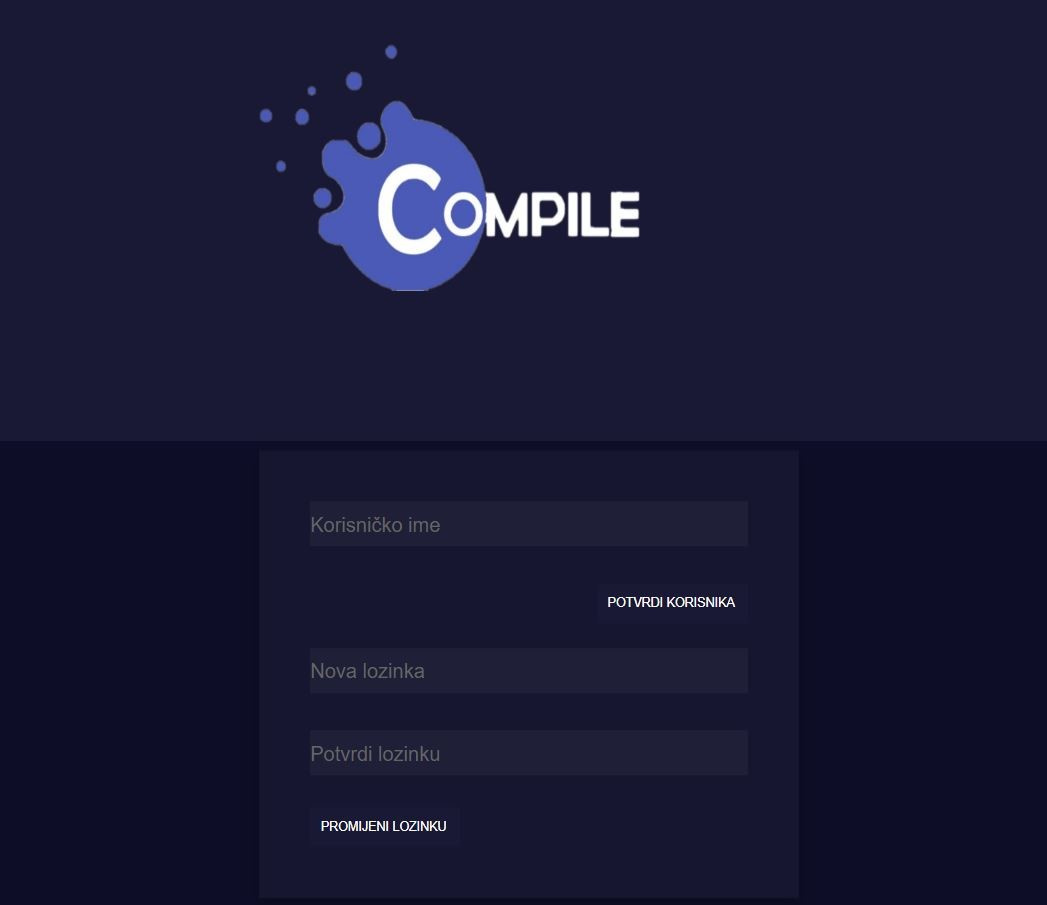 COMPILE
Korisničko ime
POTVRDI KORISNIKA
Nova lozinka
Potvrdi lozinku
PROMIJENI LOZINKU